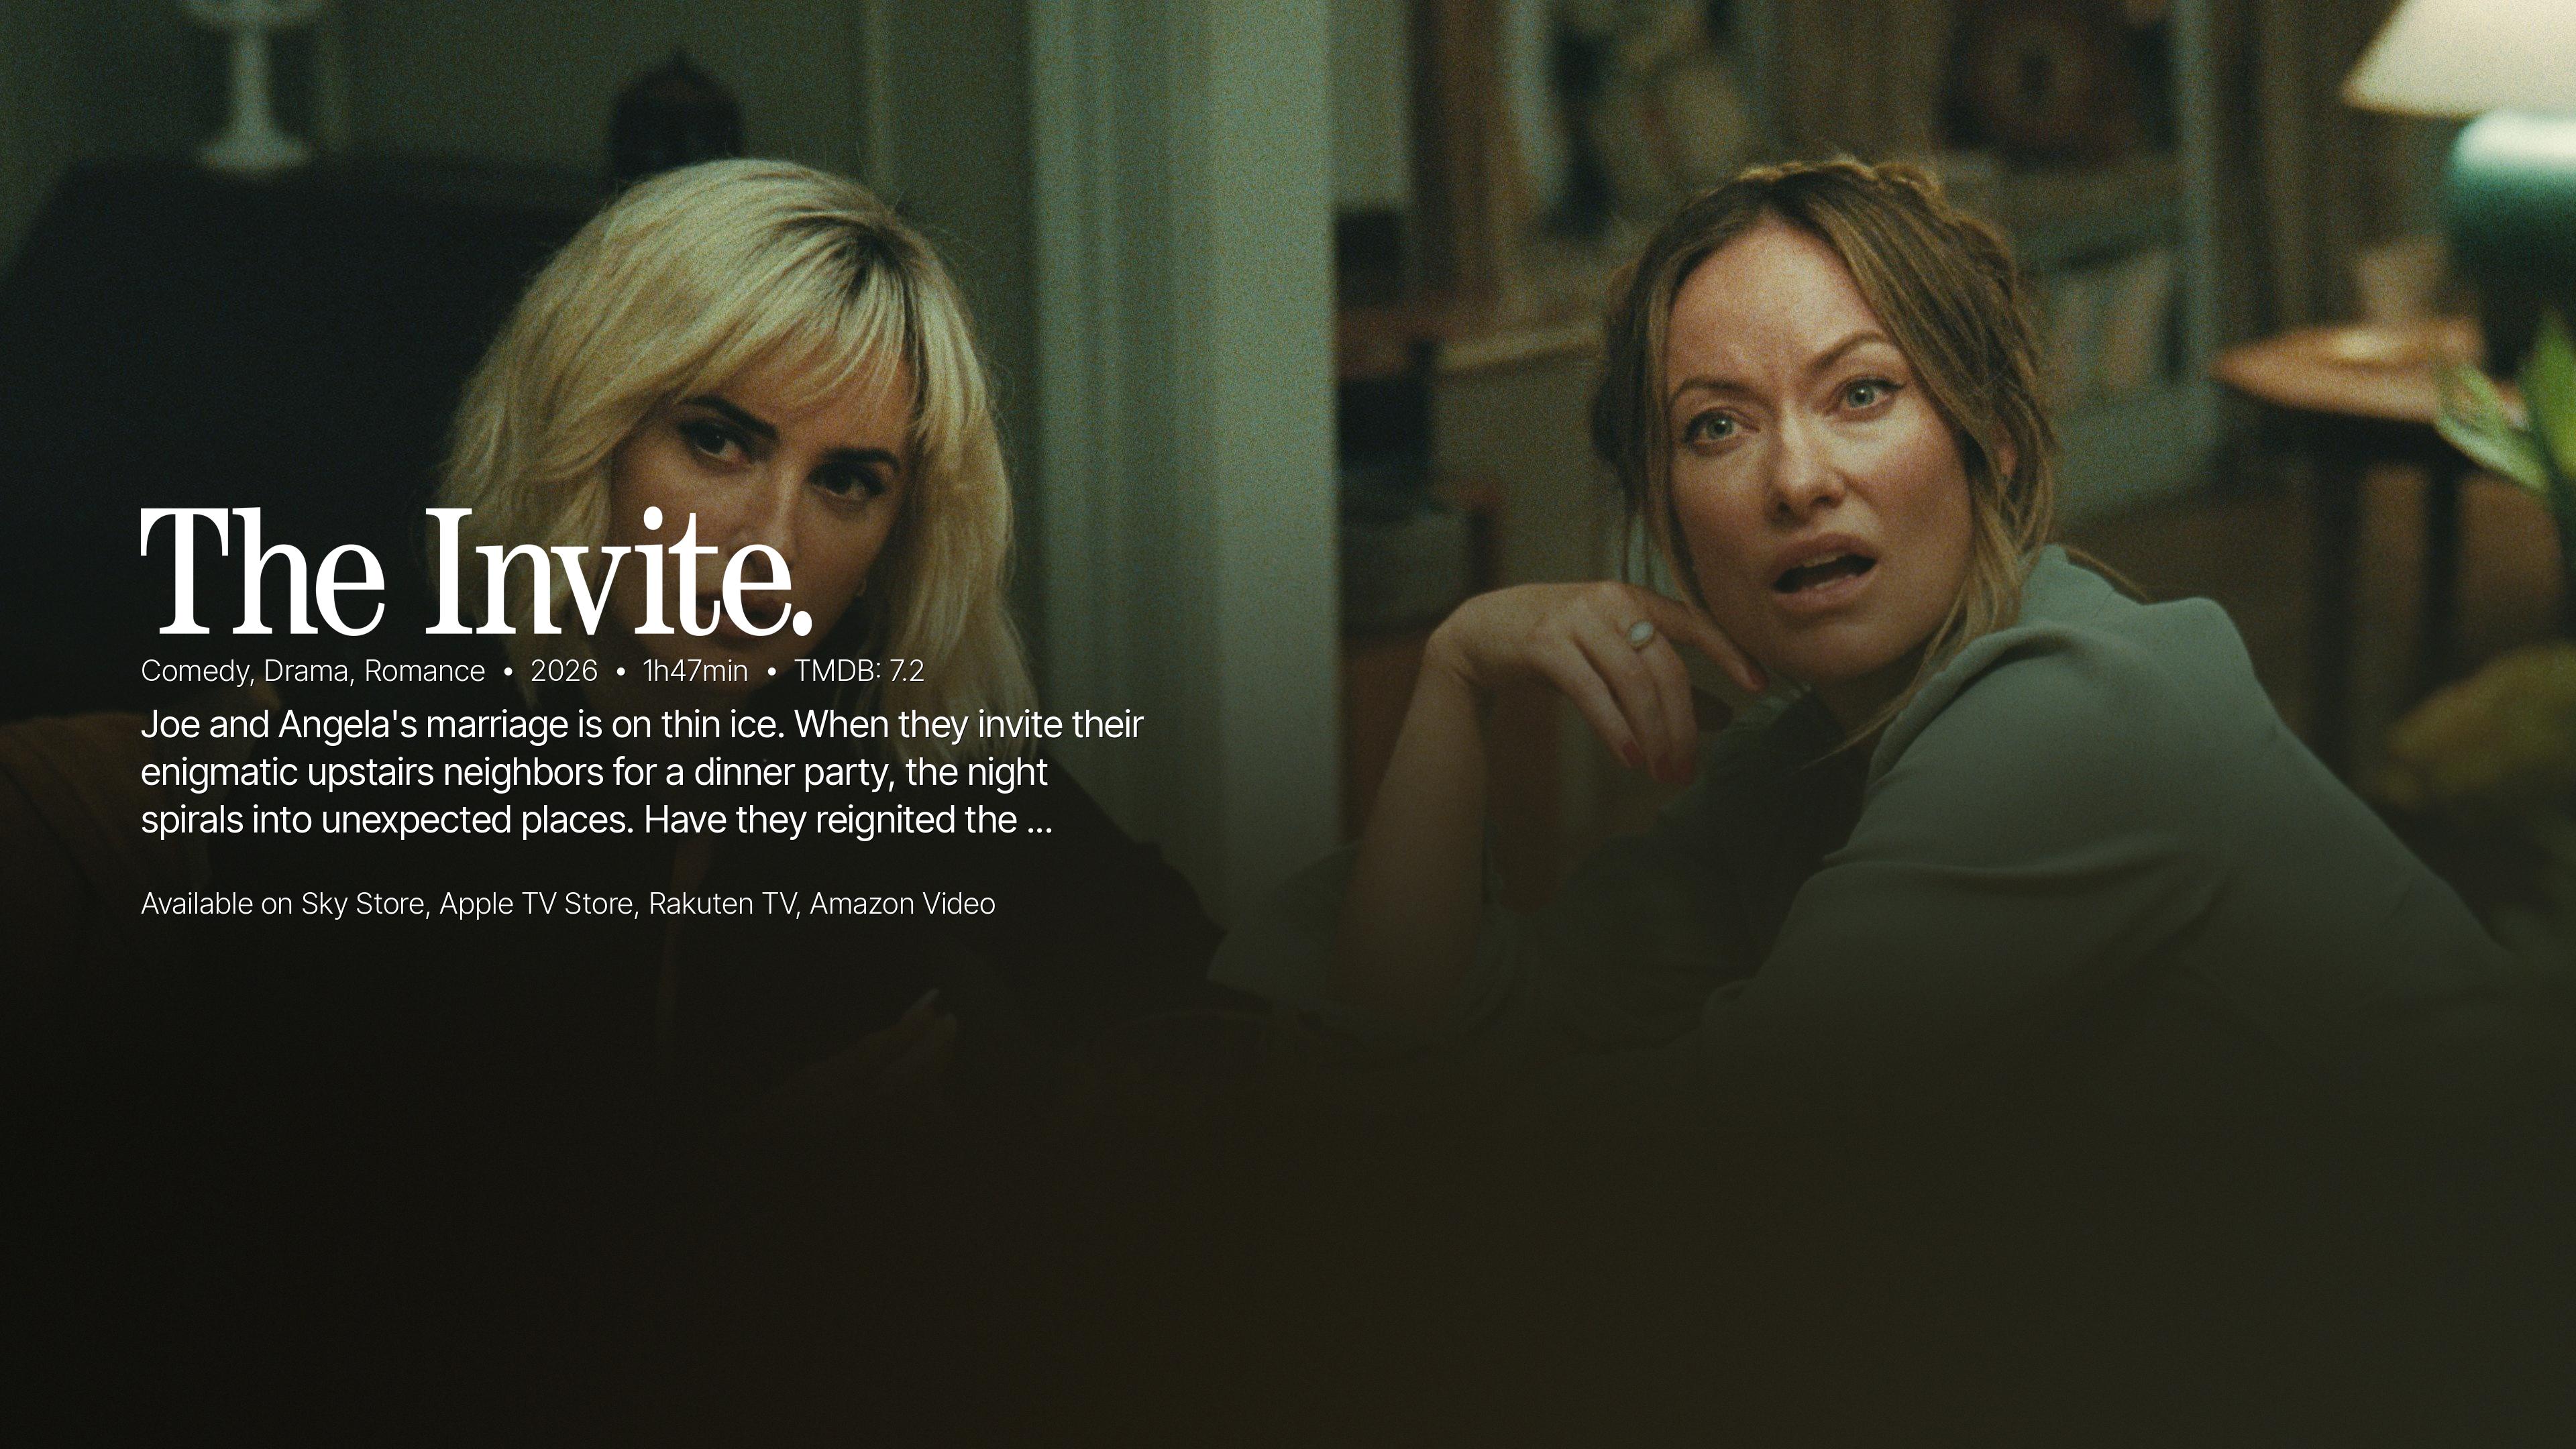 The Invite.
Comedy, Drama, Romance • 2026 • 1h47min • TMDB: 7.2
Joe and Angela's marriage is on thin ice. When they invite their
enigmatic upstairs neighbors for a dinner party, the night
spirals into unexpected places. Have they reignited the ...
Available on Sky Store, Apple TV Store, Rakuten TV, Amazon Video